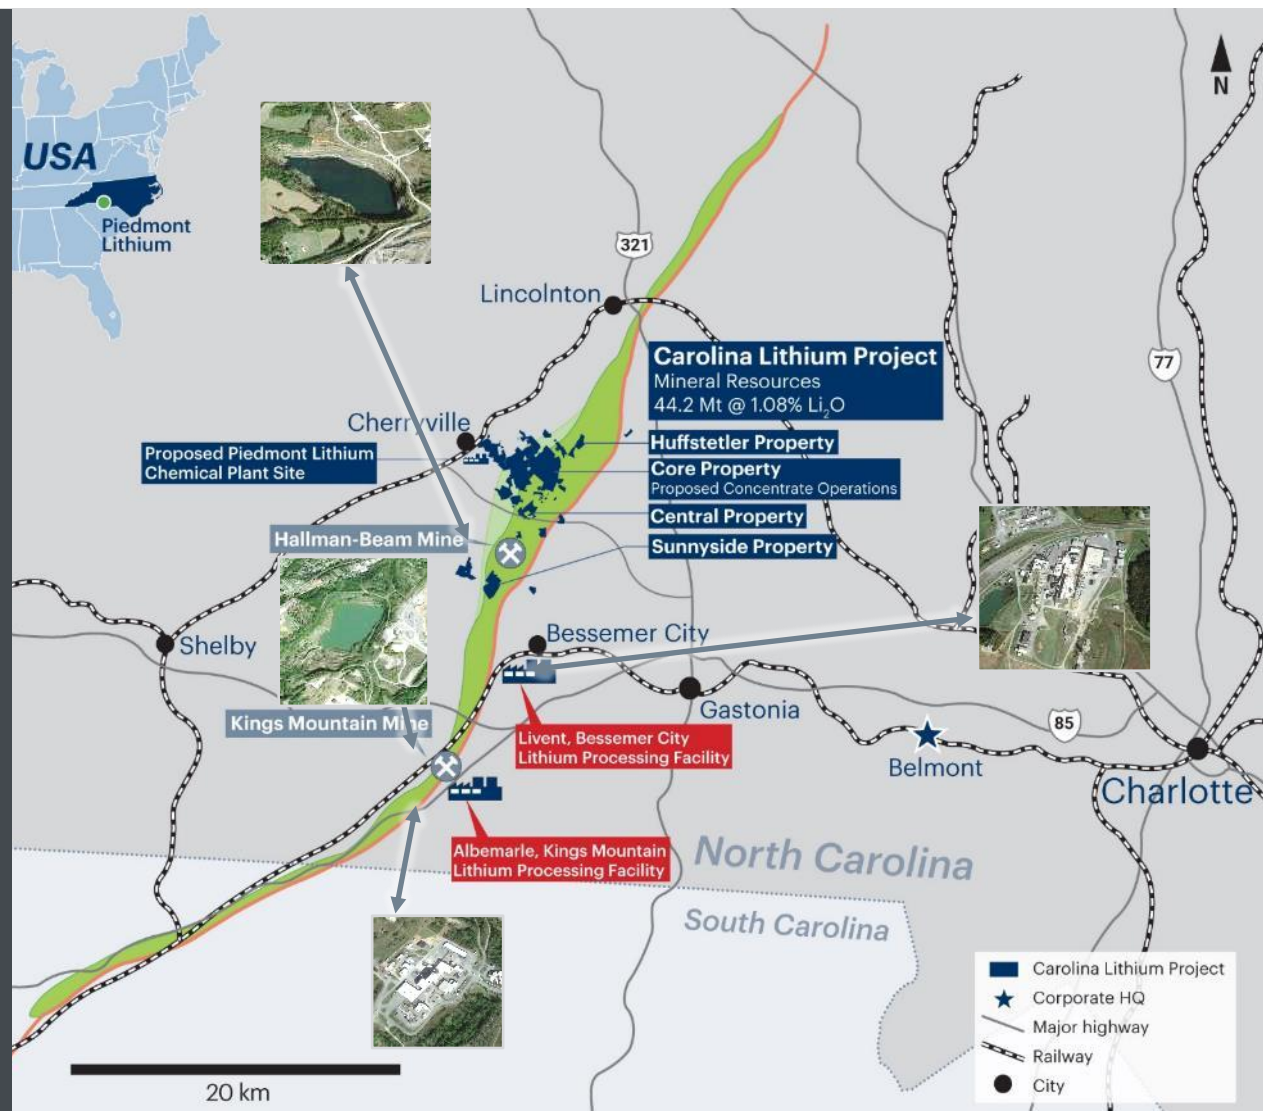 USA
Piedmont
Lithium
N
321
Lincolnton
Carolina Lithium Project
Mineral Resources
44.2 Mt @ 1.08% Li₂O
77
Cherryville
Huffstetler Property
Proposed Piedmont Lithium
Chemical Plant Site
Core Property
Proposed Concentrate Operations
Central Property
Hallman-Beam Mine
Sunnyside Property
Shelby
Bessemer City
Gastonia
Kings Mountain Mine
85
Livent, Bessemer City
Lithium Processing Facility
Belmont
Charlotte
Albemarle, Kings Mountain
Lithium Processing Facility
North Carolina
South Carolina
Carolina Lithium Project
Corporate HQ
Major highway
Railway
City
20 km